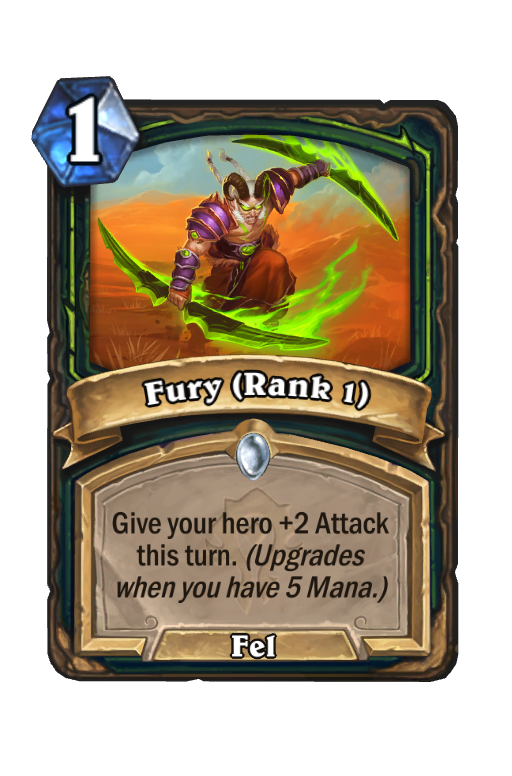 1
Fury (Rank 1)
Give your hero +2 Attack
this turn. (Upgrades
when you have 5 Mana.)
Fel